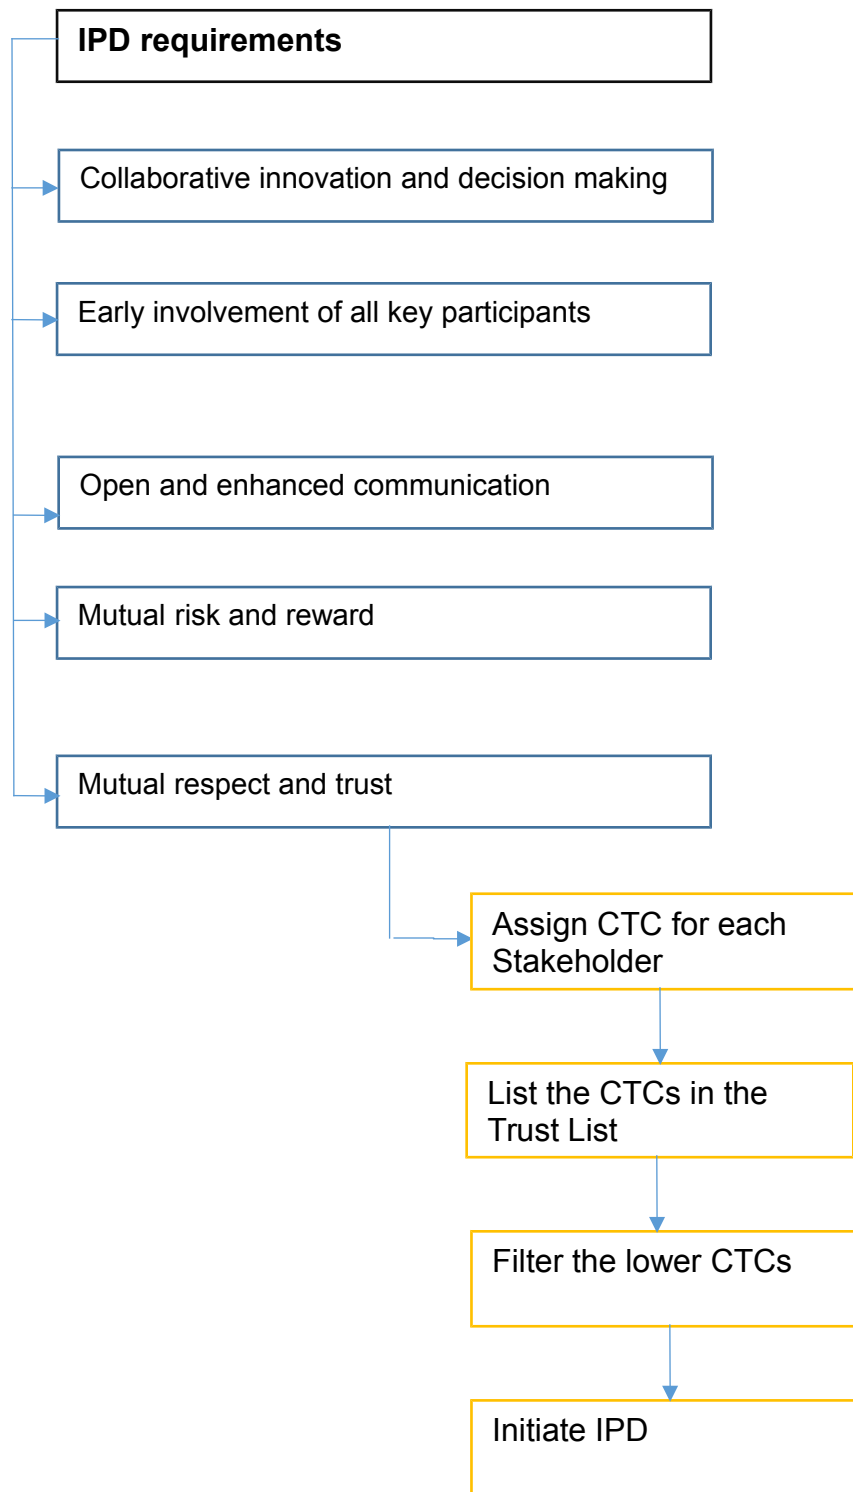 IPD requirements
Collaborative innovation and decision making
Early involvement of all key participants
Open and enhanced communication
Mutual risk and reward
Mutual respect and trust
Assign CTC for each
Stakeholder
List the CTCs in the
Trust List
Filter the lower CTCs
Initiate IPD